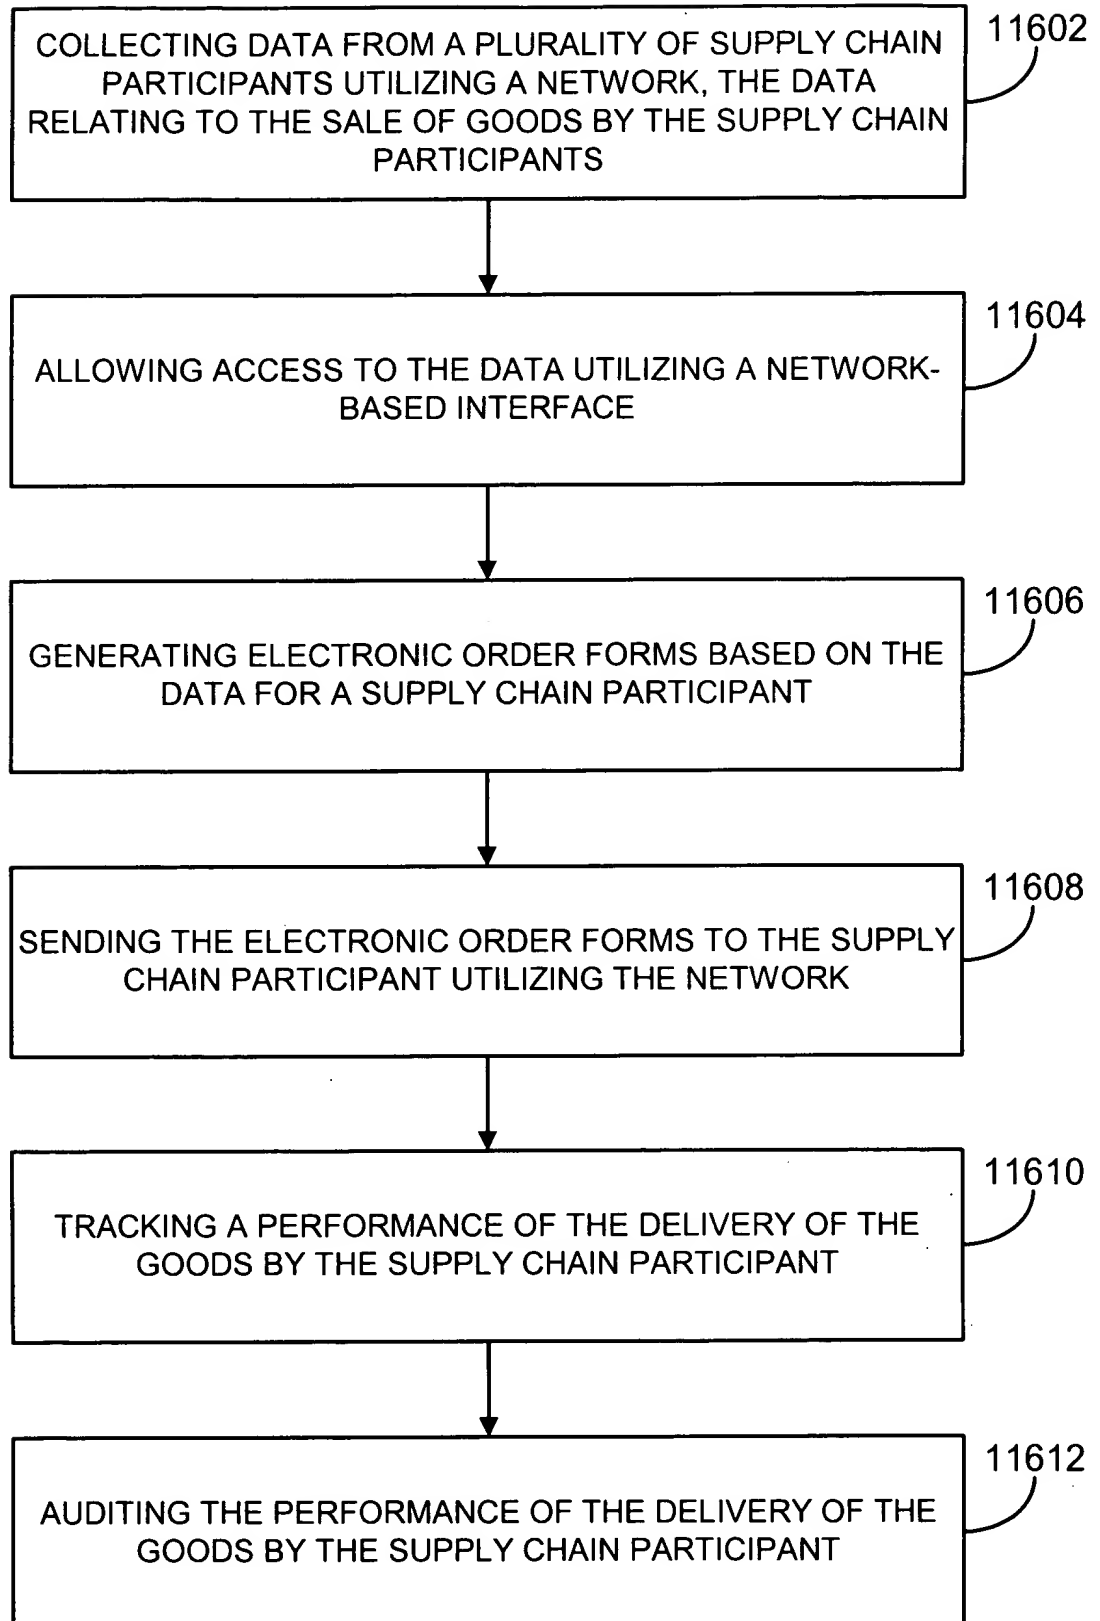 COLLECTING DATA FROM A PLURALITY OF SUPPLY CHAIN
PARTICIPANTS UTILIZING A NETWORK, THE DATA
RELATING TO THE SALE OF GOODS BY THE SUPPLY CHAIN
PARTICIPANTS
11602
ALLOWING ACCESS TO THE DATA UTILIZING A NETWORK-
BASED INTERFACE
11604
GENERATING ELECTRONIC ORDER FORMS BASED ON THE
DATA FOR A SUPPLY CHAIN PARTICIPANT
11606
SENDING THE ELECTRONIC ORDER FORMS TO THE SUPPLY
CHAIN PARTICIPANT UTILIZING THE NETWORK
11608
TRACKING A PERFORMANCE OF THE DELIVERY OF THE
GOODS BY THE SUPPLY CHAIN PARTICIPANT
11610
AUDITING THE PERFORMANCE OF THE DELIVERY OF THE
GOODS BY THE SUPPLY CHAIN PARTICIPANT
11612